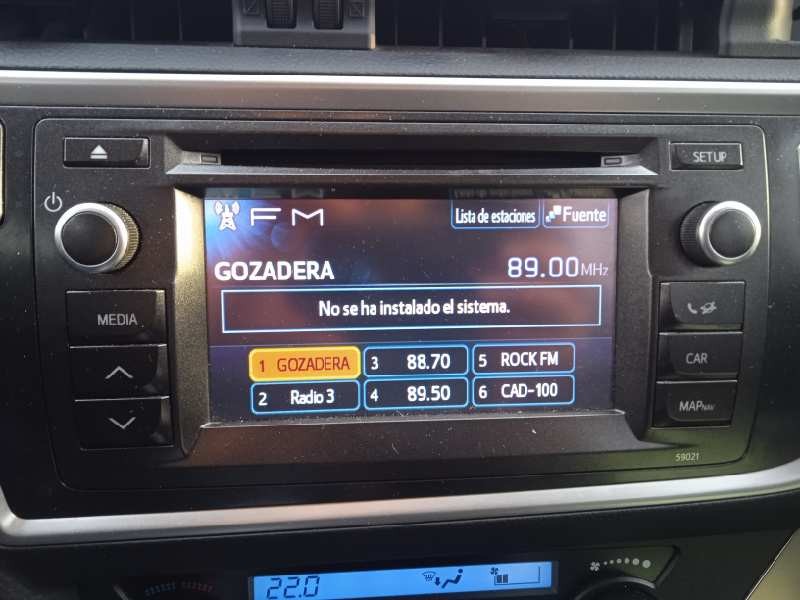 SETUP
FM
Lista de estaciones
Fuente
GOZADERA
89.00MHz
No se ha instalado el sistema.
1 GOZADERA
3 88.70
5 ROCK FM
2 Radio 3
4 89.50
6 CAD-100
MEDIA
CAR
MAP NAV
59021
22.0